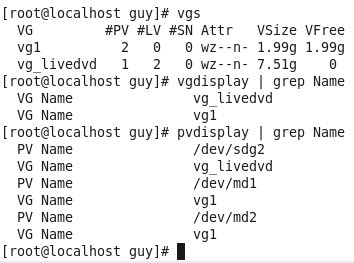 [root@localhost guy]# vgs
VG #PV #LV #SN Attr VSize VFree
vg1 2 0 0 wz--n- 1.99g 1.99g
vg_livedvd 1 2 0 wz--n- 7.51g 0
[root@localhost guy]# vgdisplay | grep Name
VG Name vg_livedvd
VG Name vg1
[root@localhost guy]# pvdisplay | grep Name
PV Name /dev/sdg2
VG Name vg_livedvd
PV Name /dev/md1
VG Name vg1
PV Name /dev/md2
VG Name vg1
[root@localhost guy]#